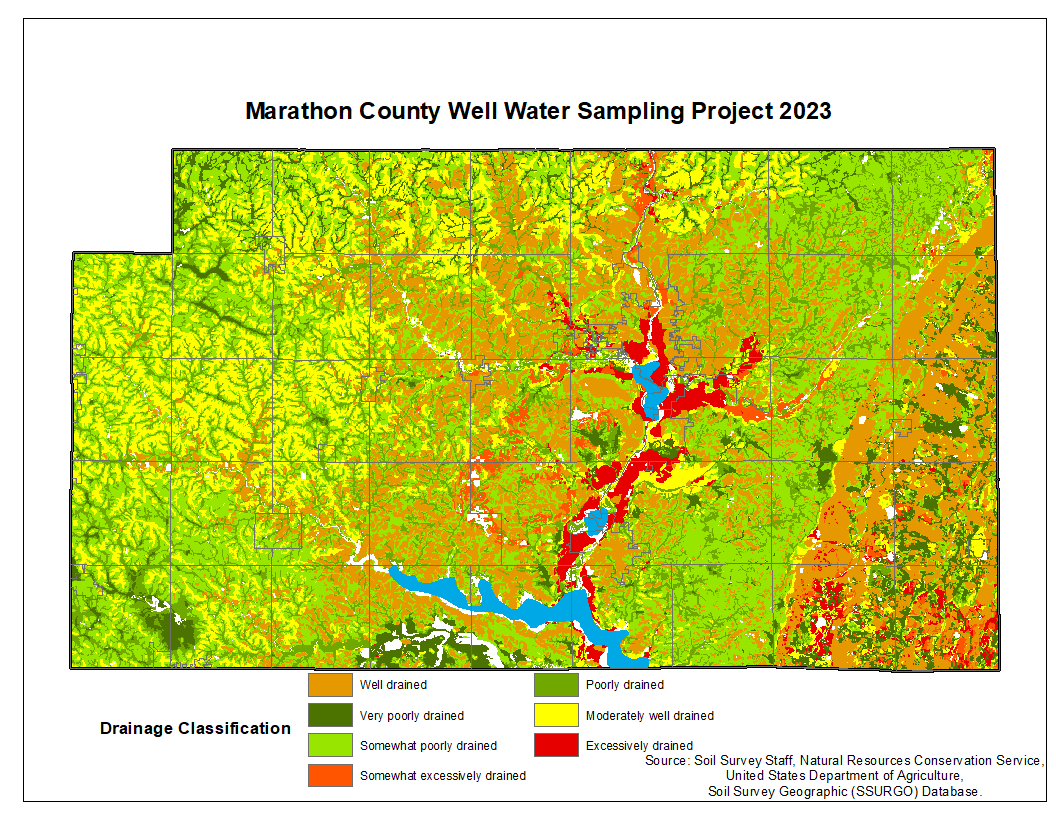 Marathon County Well Water Sampling Project 2023
Drainage Classification
Well drained
Very poorly drained
Somewhat poorly drained
Somewhat excessively drained
Poorly drained
Moderately well drained
Excessively drained
Source: Soil Survey Staff, Natural Resources Conservation Service,
United States Department of Agriculture,
Soil Survey Geographic (SSURGO) Database.